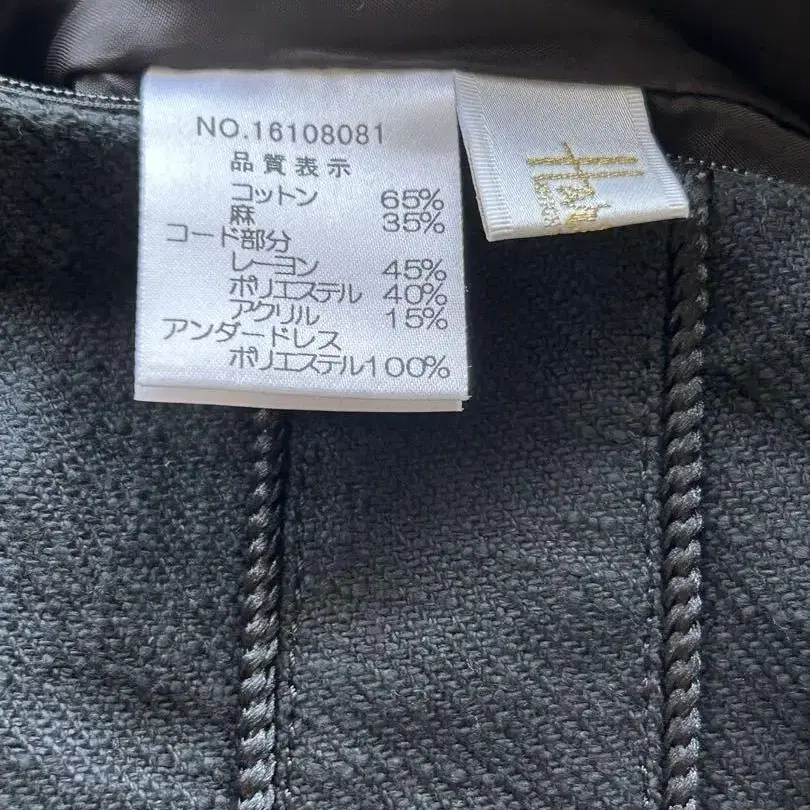 NO.16108081
品質表示
コットン 65%
麻 35%
コード部分
レーヨン 45%
ポリエステル 40%
アクリル 15%
アンダードレス
ポリエステル100%